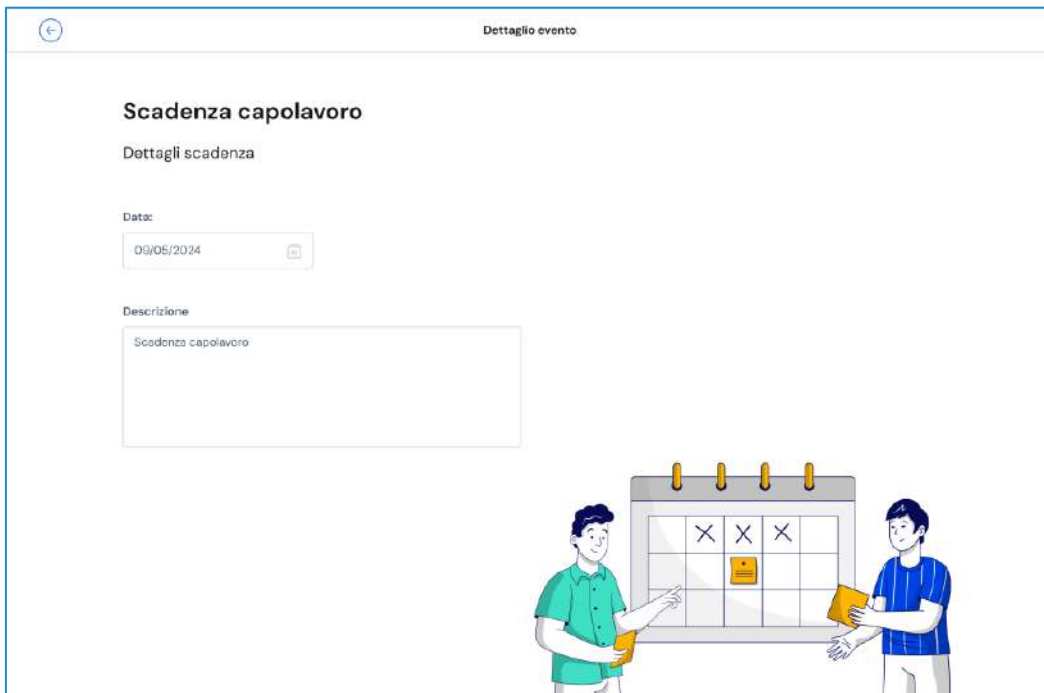 Dettaglio evento
Scadenza capolavoro
Dettagli scadenza
Data:
09/05/2024
Descrizione
Scadenza capolavoro